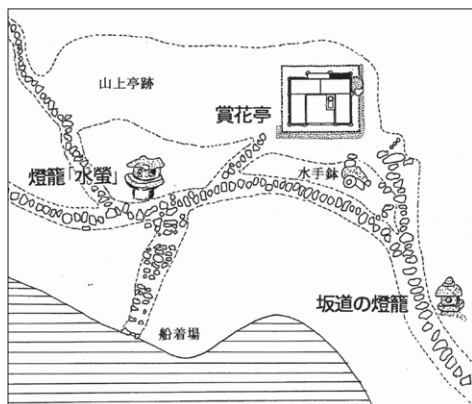 山上亭跡
賞花亭
燈籠「水螢」
水手鉢
坂道の燈籠
船着場